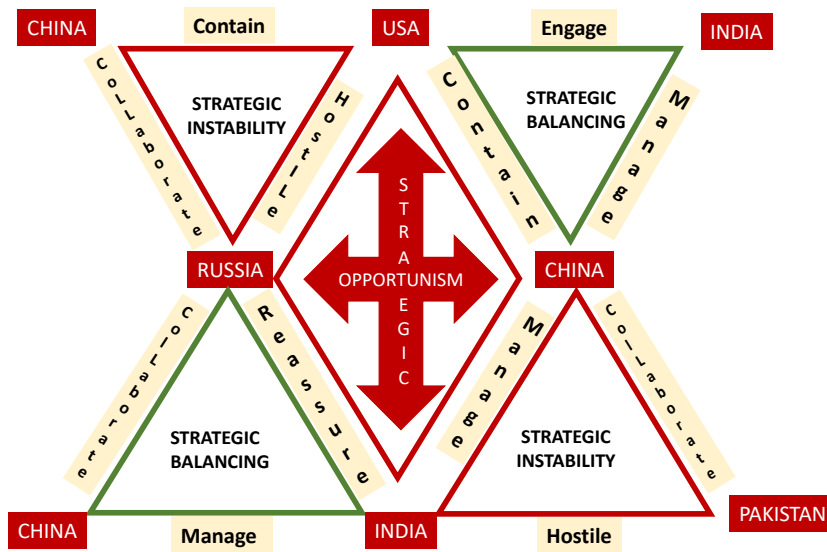 CHINA
Contain
USA
Engage
INDIA
CoLLaborate
STRATEGIC
INSTABILITY
HostiLe
Contain
STRATEGIC
BALANCING
Manage
STRATEGIC
OPPORTUNISM
RUSSIA
CHINA
CoLLaborate
Reassure
STRATEGIC
BALANCING
Manage
CoLLaborate
STRATEGIC
INSTABILITY
CHINA
Manage
INDIA
Hostile
PAKISTAN